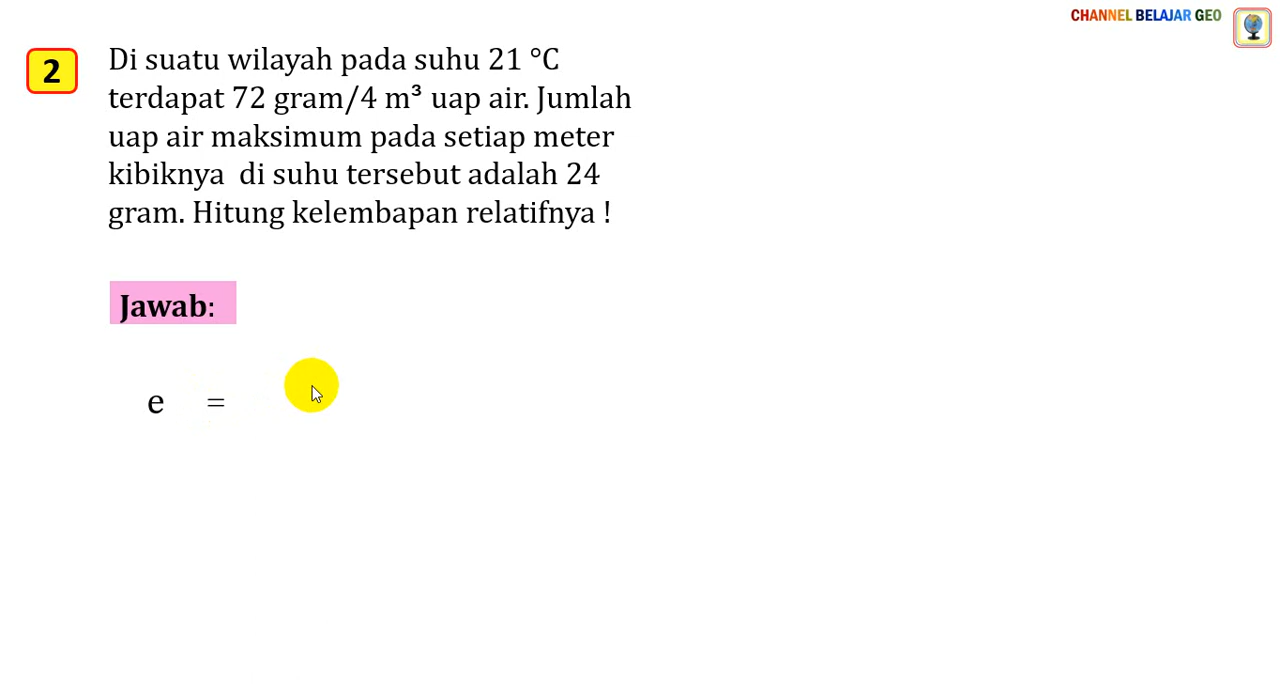 CHANNEL BELAJAR GEO
2
Di suatu wilayah pada suhu 21 °C
terdapat 72 gram/4 m³ uap air. Jumlah
uap air maksimum pada setiap meter
kibiknya di suhu tersebut adalah 24
gram. Hitung kelembapan relatifnya !
Jawab:
e =